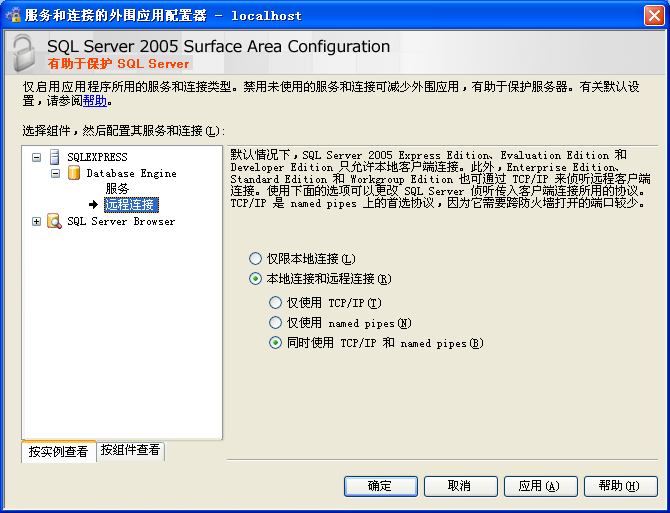 服务和连接的外围应用配置器 - localhost
SQL Server 2005 Surface Area Configuration
有助于保护 SQL Server
仅启用应用程序所用的服务和连接类型。禁用未使用的服务和连接可减少外围应用，有助于保护服务器。有关默认设
置，请参阅帮助。
选择组件，然后配置其服务和连接(L):
SQLEXPRESS
Database Engine
服务
远程连接
SQL Server Browser
按实例查看
按组件查看
默认情况下，SQL Server 2005 Express Edition、Evaluation Edition 和
Developer Edition 只允许本地客户端连接。此外，Enterprise Edition、
Standard Edition 和 Workgroup Edition 也可通过 TCP/IP 来侦听远程客户端
连接。使用下面的选项可以更改 SQL Server 侦听传入客户端连接所用的协议。
TCP/IP 是 named pipes 上的首选协议，因为它需要跨防火墙打开的端口较少。
仅限本地连接(L)
本地连接和远程连接(R)
仅使用 TCP/IP(T)
仅使用 named pipes(N)
同时使用 TCP/IP 和 named pipes(B)
确定
取消
应用(A)
帮助(H)